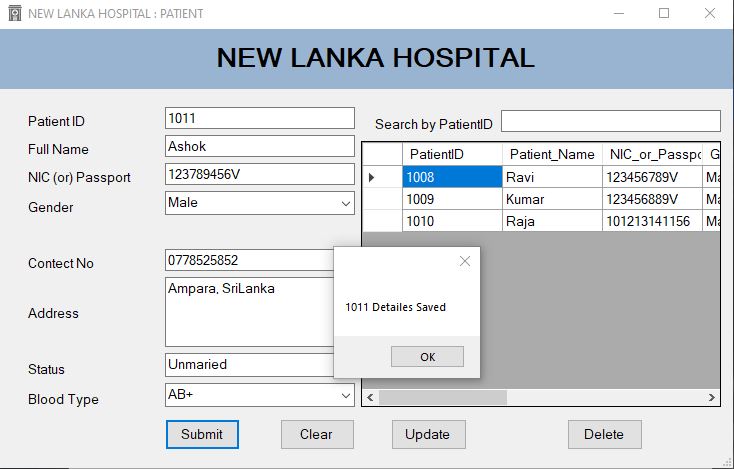 NEW LANKA HOSPITAL : PATIENT
NEW LANKA HOSPITAL
Patient ID 1011
Full Name Ashok
NIC (or) Passport 123789456V
Gender Male
Contect No 0778525852
Address Ampara, SriLanka
Status Unmaried
Blood Type AB+
Search by PatientID
PatientID Patient_Name NIC_or_Passpo G
1008 Ravi 123456789V Ma
1009 Kumar 123456889V Ma
1010 Raja 101213141156 Ma
1011 Detailes Saved
OK
Submit Clear Update Delete